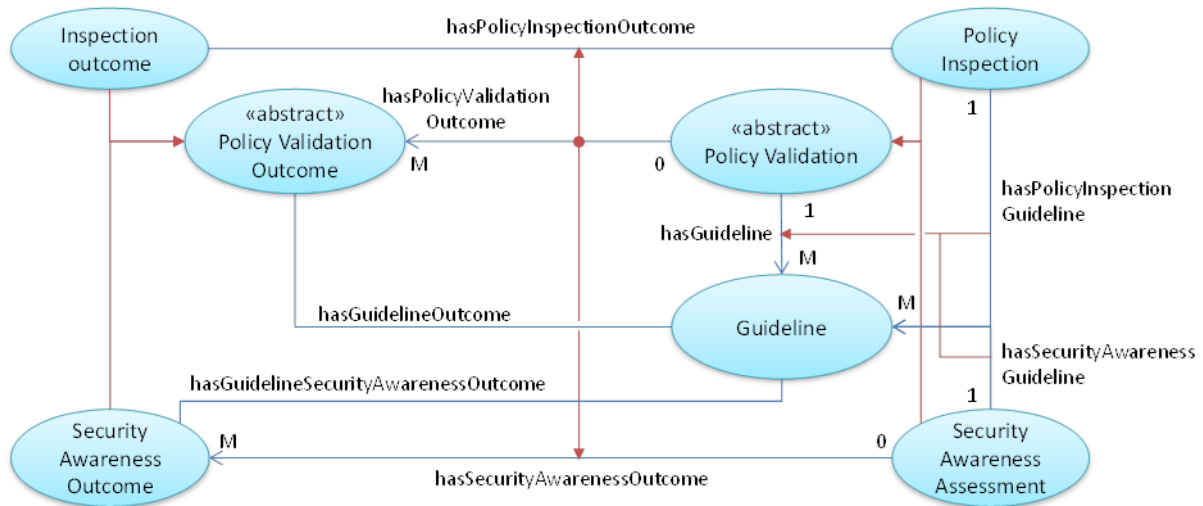 Inspection
outcome
hasPolicyInspectionOutcome
Policy
Inspection
1
«abstract»
Policy Validation
Outcome
hasPolicyValidation
Outcome
M
0
«abstract»
Policy Validation
1
hasGuideline
M
hasPolicyInspection
Guideline
hasGuidelineOutcome
Guideline
M
hasSecurityAwareness
Guideline
hasGuidelineSecurityAwarenessOutcome
1
Security
Awareness
Outcome
M
0
hasSecurityAwarenessOutcome
Security
Awareness
Assessment